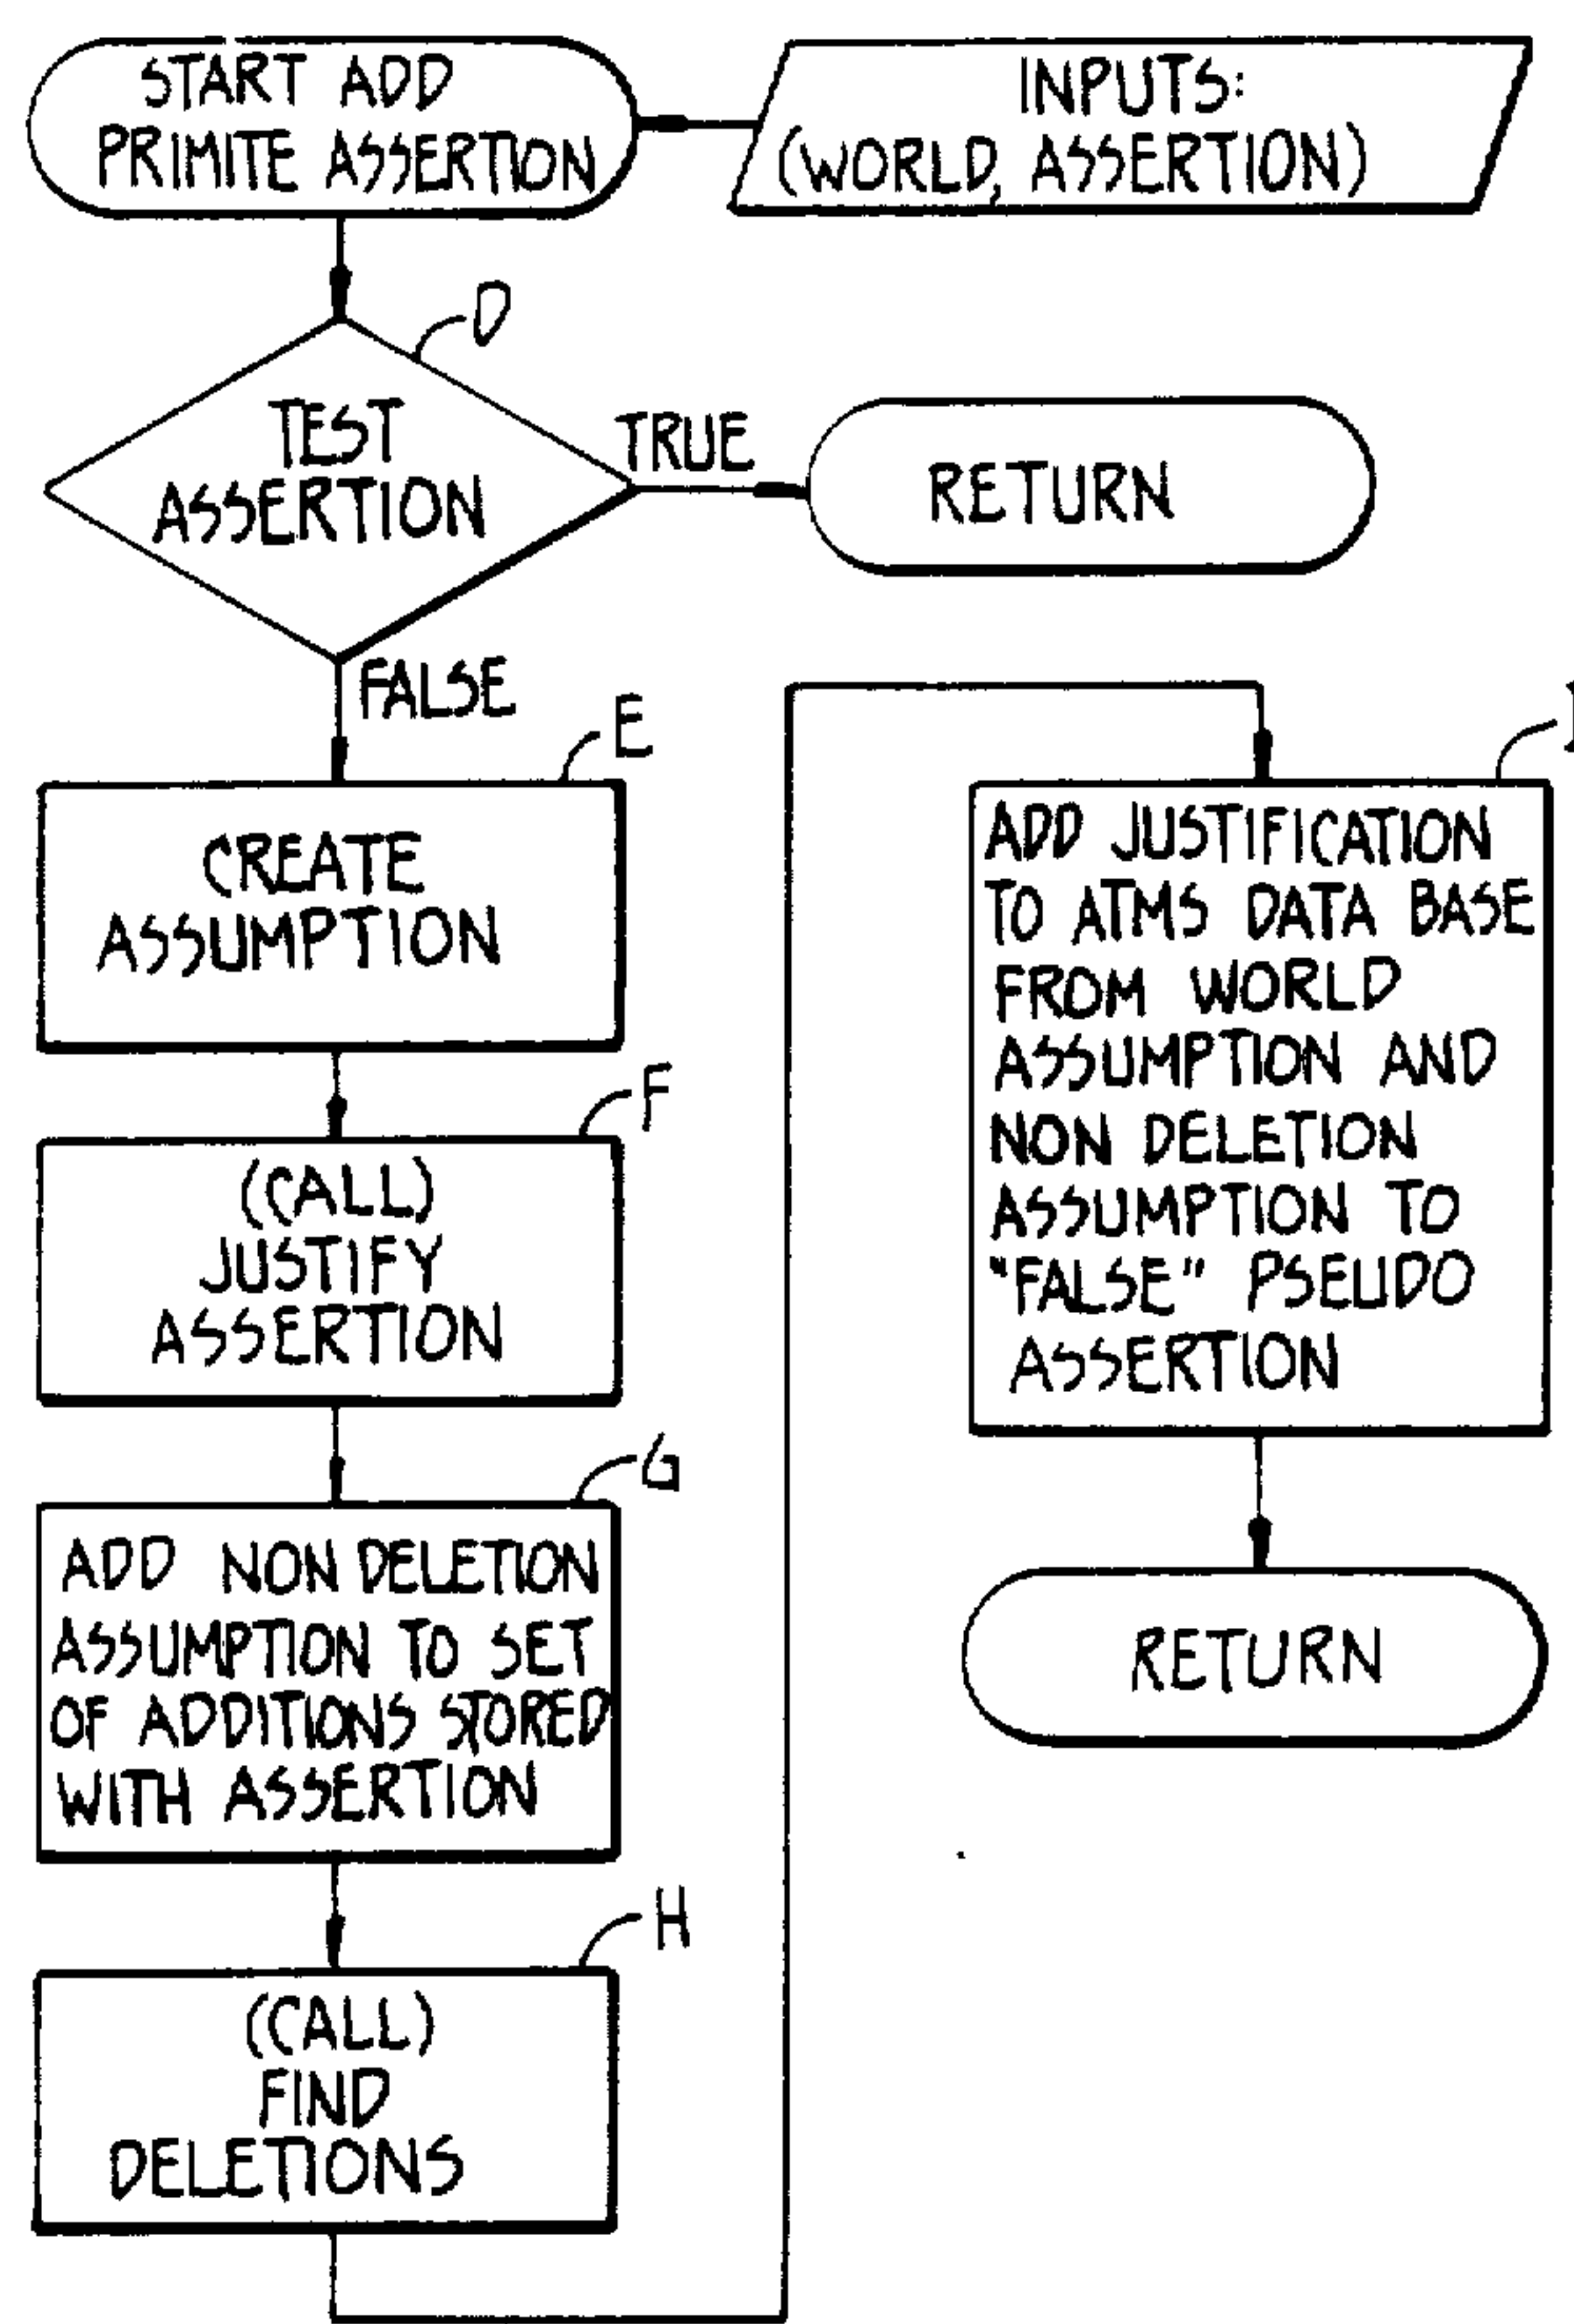 START ADD
PRIMITE ASSERTION
INPUTS:
(WORLD, ASSERTION)
D
TEST
ASSERTION
TRUE
RETURN
FALSE
E
CREATE
ASSUMPTION
F
(CALL)
JUSTIFY
ASSERTION
G
ADD NON DELETION
ASSUMPTION TO SET
OF ADDITIONS STORED
WITH ASSERTION
H
(CALL)
FIND
DELETIONS
I
ADD JUSTIFICATION
TO ATMS DATA BASE
FROM WORLD
ASSUMPTION AND
NON DELETION
ASSUMPTION TO
"FALSE" PSEUDO
ASSERTION
RETURN